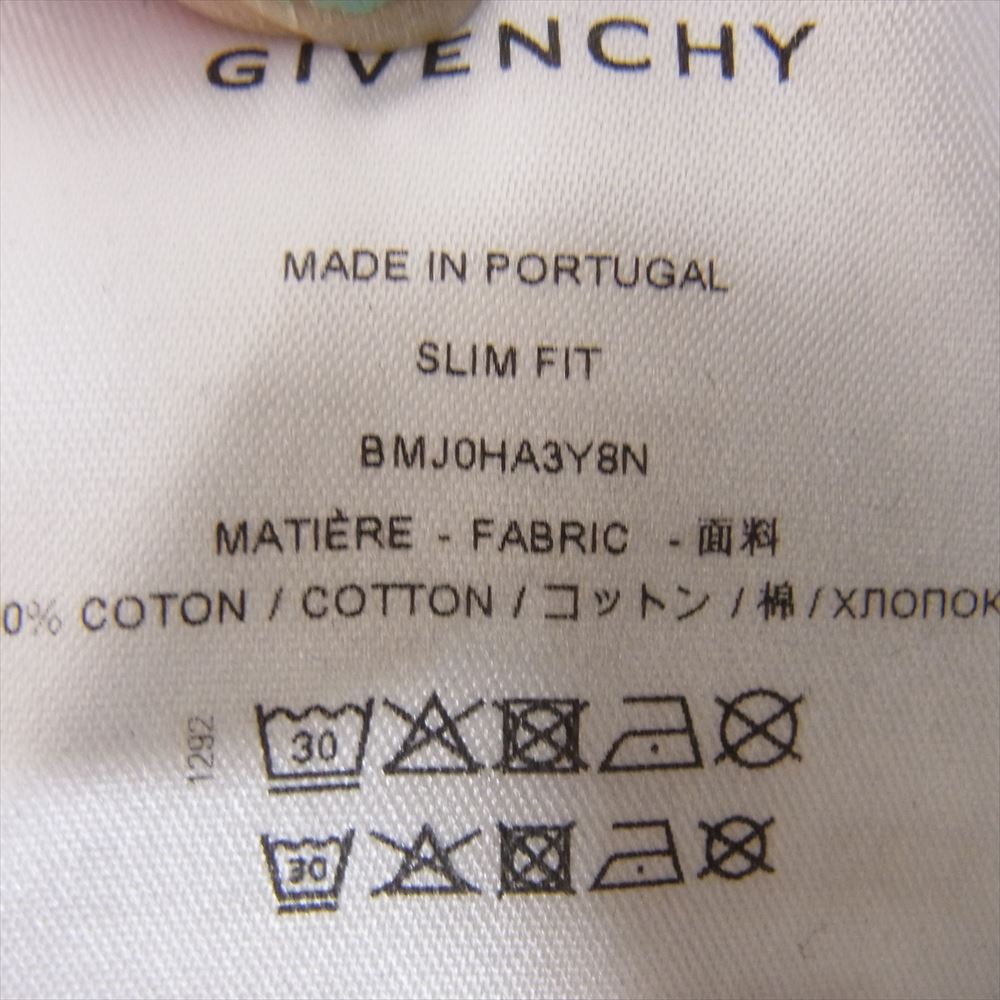 GIVENCHY
MADE IN PORTUGAL
SLIM FIT
BMJ0HA3Y8N
MATIÈRE - FABRIC - 面料
0% COTON / COTTON / コットン / 棉 / ХЛОПОК
1292
30
30